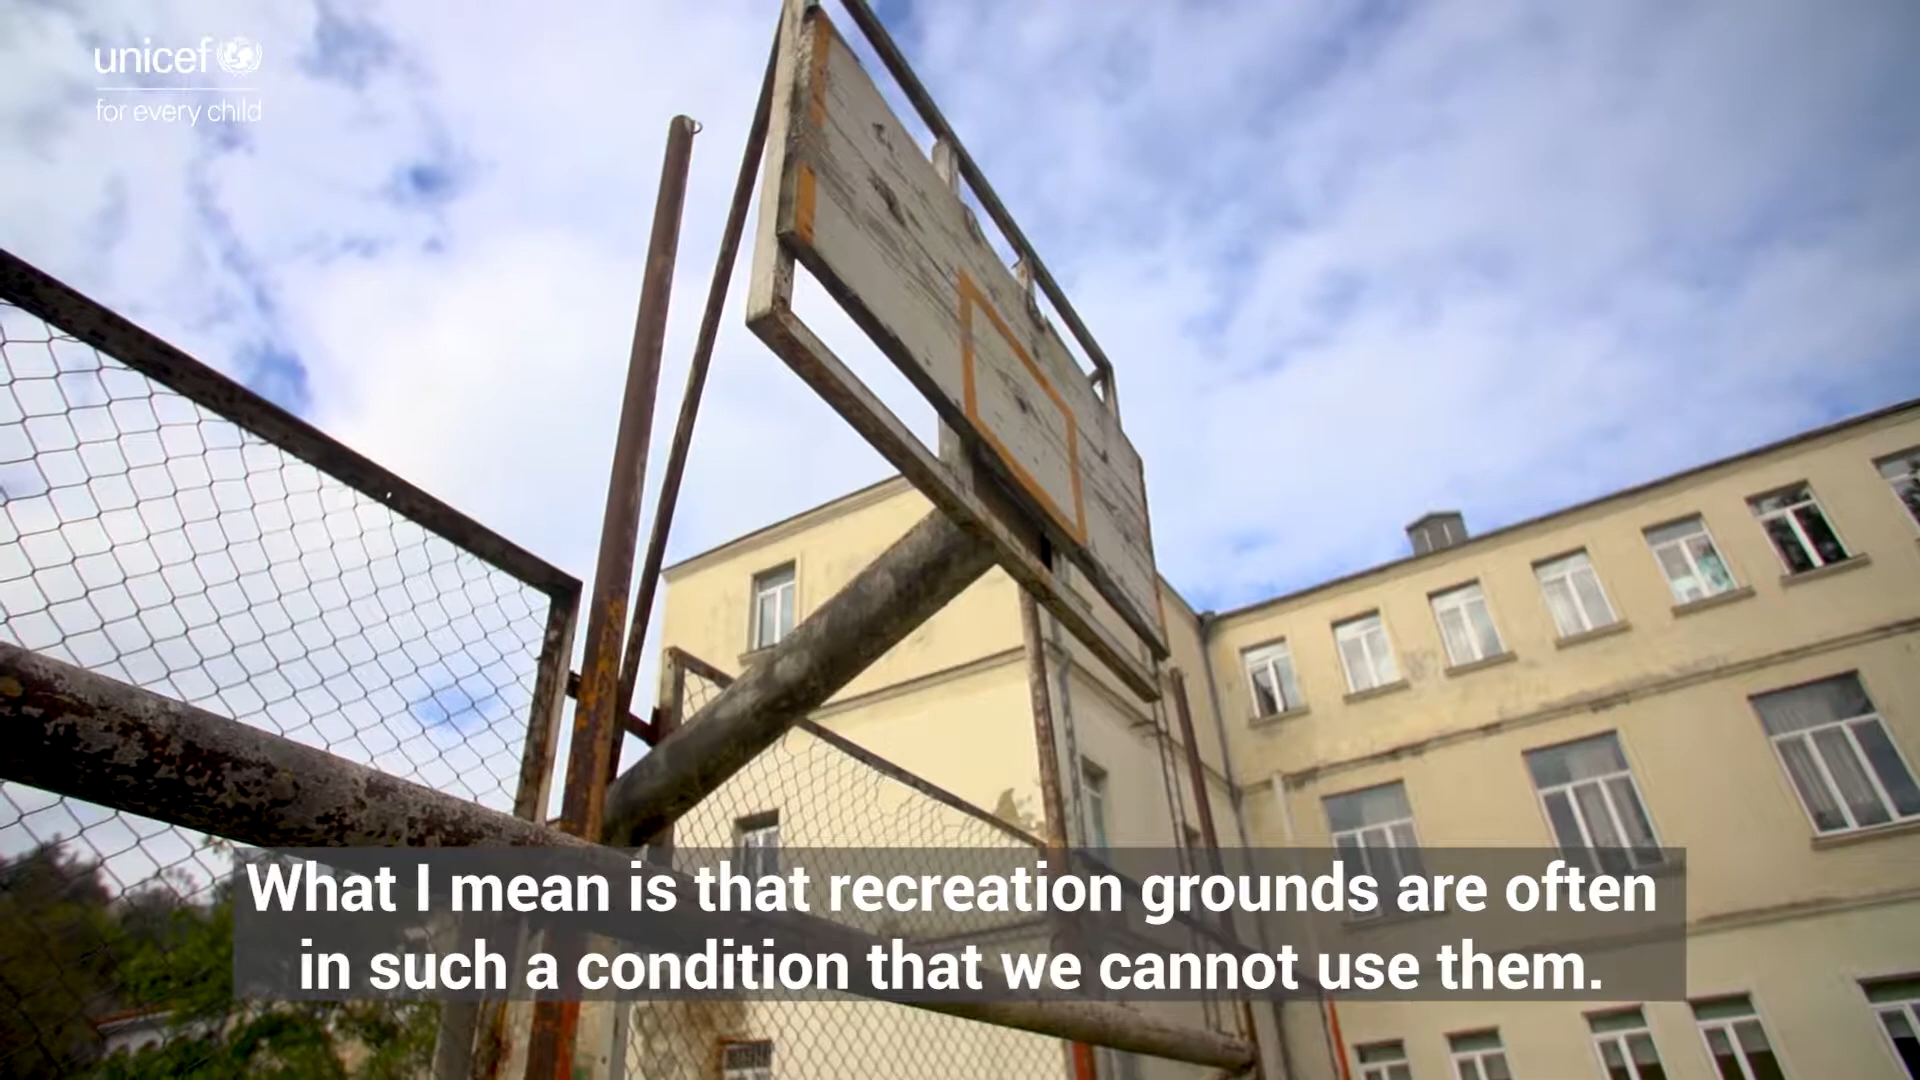 unicef
for every child
What I mean is that recreation grounds are often
in such a condition that we cannot use them.